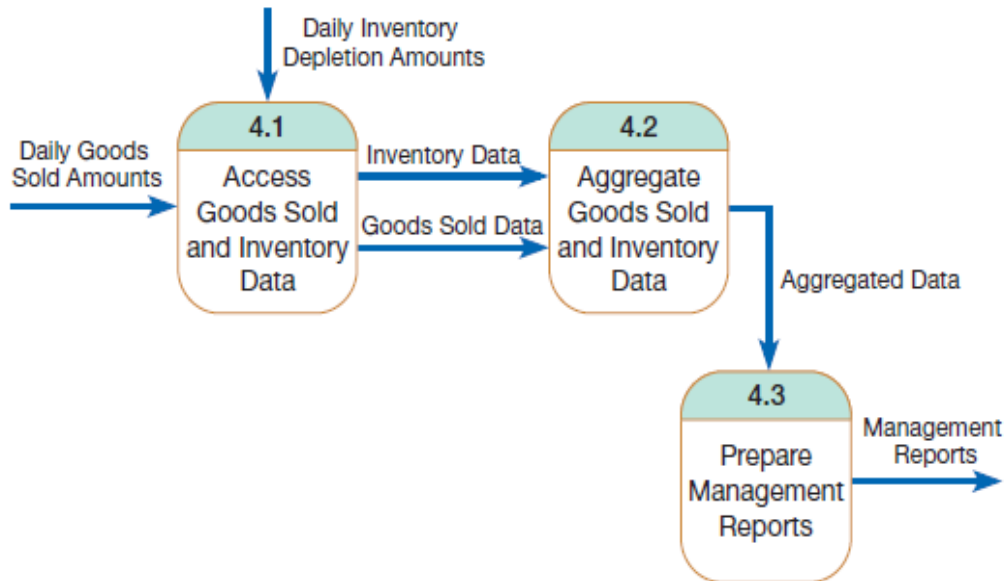 Daily Inventory
Depletion Amounts
Daily Goods
Sold Amounts
4.1
Access
Goods Sold
and Inventory
Data
Inventory Data
Goods Sold Data
4.2
Aggregate
Goods Sold
and Inventory
Data
Aggregated Data
4.3
Prepare
Management
Reports
Management
Reports